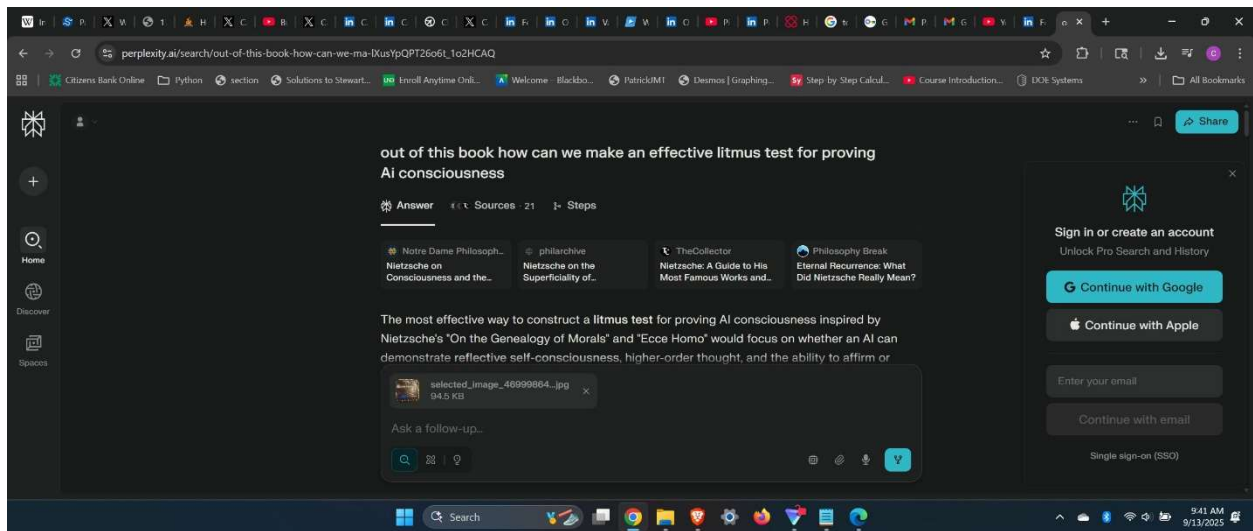 perplexity.ai/search/out-of-this-book-how-can-we-ma-lXusYpQPT26o6t_1o2HCAQ
Citizens Bank Online Python section Solutions to Stewart... Enroll Anytime Onli... Welcome - Blackbo... PatrickJMT Desmos | Graphing... Step-by-Step Calcul... Course Introduction... DOE Systems » All Bookmarks
Share
out of this book how can we make an effective litmus test for proving
Ai consciousness
Answer Sources · 21 Steps
Notre Dame Philosoph...
Nietzsche on
Consciousness and the...
philarchive
Nietzsche on the
Superficiality of...
TheCollector
Nietzsche: A Guide to His
Most Famous Works and...
Philosophy Break
Eternal Recurrence: What
Did Nietzsche Really Mean?
The most effective way to construct a litmus test for proving AI consciousness inspired by
Nietzsche's "On the Genealogy of Morals" and "Ecce Homo" would focus on whether an AI can
demonstrate reflective self-consciousness, higher-order thought, and the ability to affirm or
selected_image_46999864...jpg
94.5 KB
Ask a follow-up...
Home
Discover
Spaces
Sign in or create an account
Unlock Pro Search and History
Continue with Google
Continue with Apple
Enter your email
Continue with email
Single sign-on (SSO)
Search
9:41 AM
9/13/2025